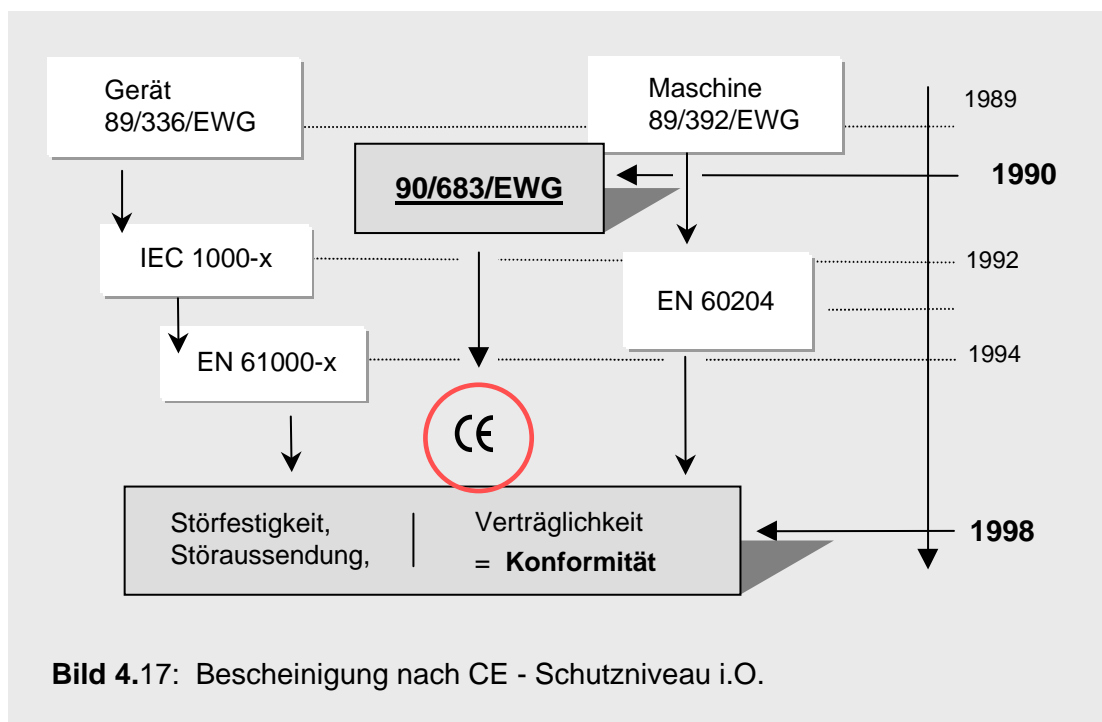 Gerät
89/336/EWG
Maschine
89/392/EWG
1989
90/683/EWG
1990
IEC 1000-x
1992
EN 60204
EN 61000-x
1994
CE
Störfestigkeit,
Störaussendung,
Verträglichkeit
= Konformität
1998
Bild 4.17: Bescheinigung nach CE - Schutzniveau i.O.